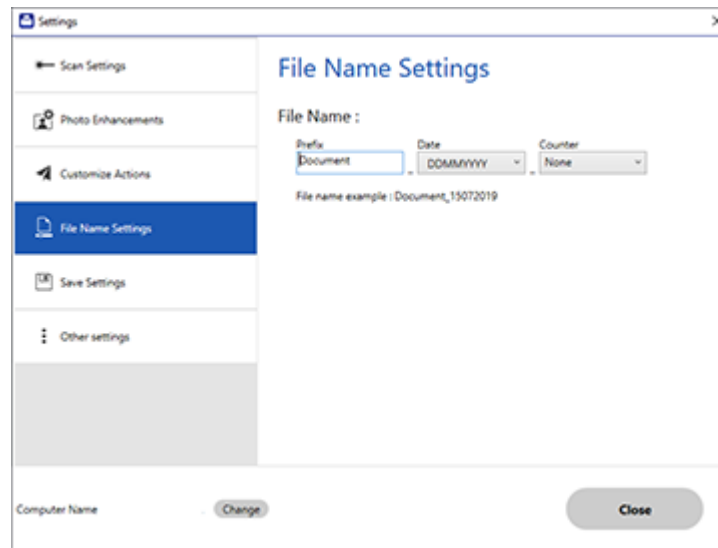 Settings
Scan Settings
Photo Enhancements
Customize Actions
File Name Settings
Save Settings
Other settings
File Name Settings
File Name :
Prefix Date Counter
Document _ DDMMYYYY _ None
File name example : Document_15072019
Computer Name Change Close